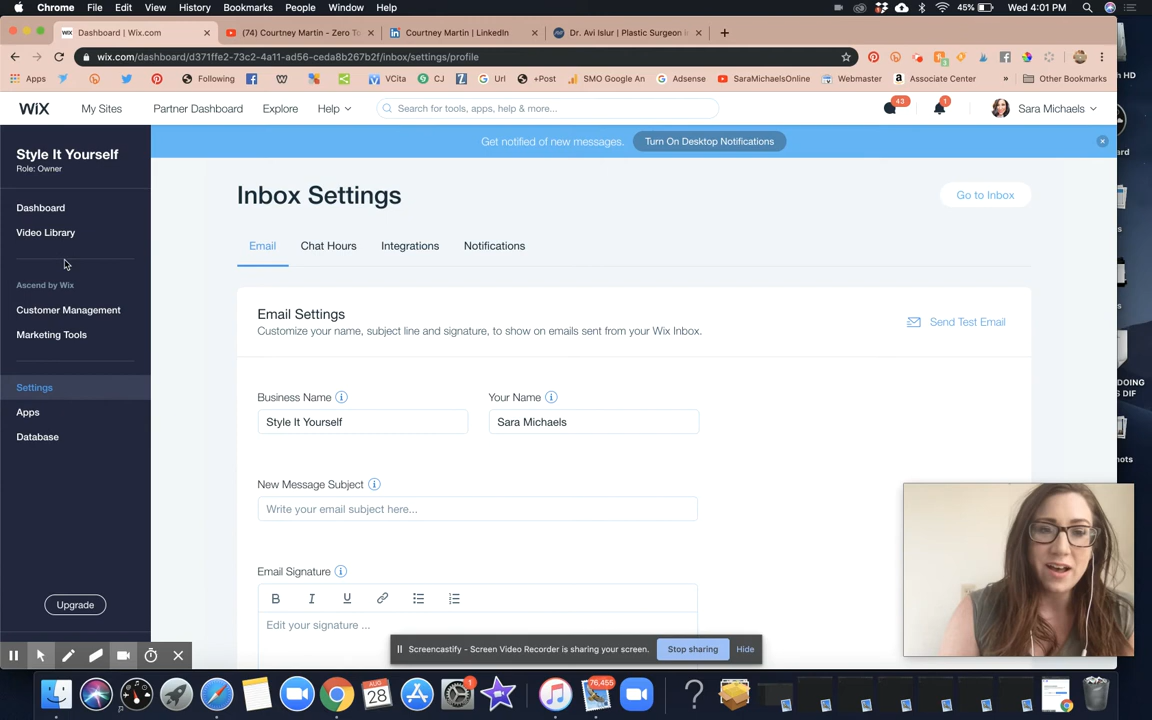 Chrome File Edit View History Bookmarks People Window Help 45% Wed 4:01 PM
Dashboard | Wix.com (74) Courtney Martin - Zero To Courtney Martin | LinkedIn Dr. Avi Islur | Plastic Surgeon i
wix.com/dashboard/d371ffe2-73c2-4a11-ad56-ceda8b267b2f/inbox/settings/profile
Apps Following VCita CJ Url +Post SMO Google An Adsense SaraMichaelsOnline Webmaster Associate Center » Other Bookmarks
WiX My Sites Partner Dashboard Explore Help Search for tools, apps, help & more... 43 1 Sara Michaels
Get notified of new messages. Turn On Desktop Notifications
Style It Yourself
Role: Owner
Dashboard
Video Library
Ascend by Wix
Customer Management
Marketing Tools
Settings
Apps
Database
Upgrade
Inbox Settings Go to Inbox
Email Chat Hours Integrations Notifications
Email Settings
Customize your name, subject line and signature, to show on emails sent from your Wix Inbox.
Send Test Email
Business Name Your Name
Style It Yourself Sara Michaels
New Message Subject
Write your email subject here...
Email Signature
B I U
Edit your signature ...
Screencastify - Screen Video Recorder is sharing your screen. Stop sharing Hide
AUG
28
1
76,455
HD
DOING
S DIF